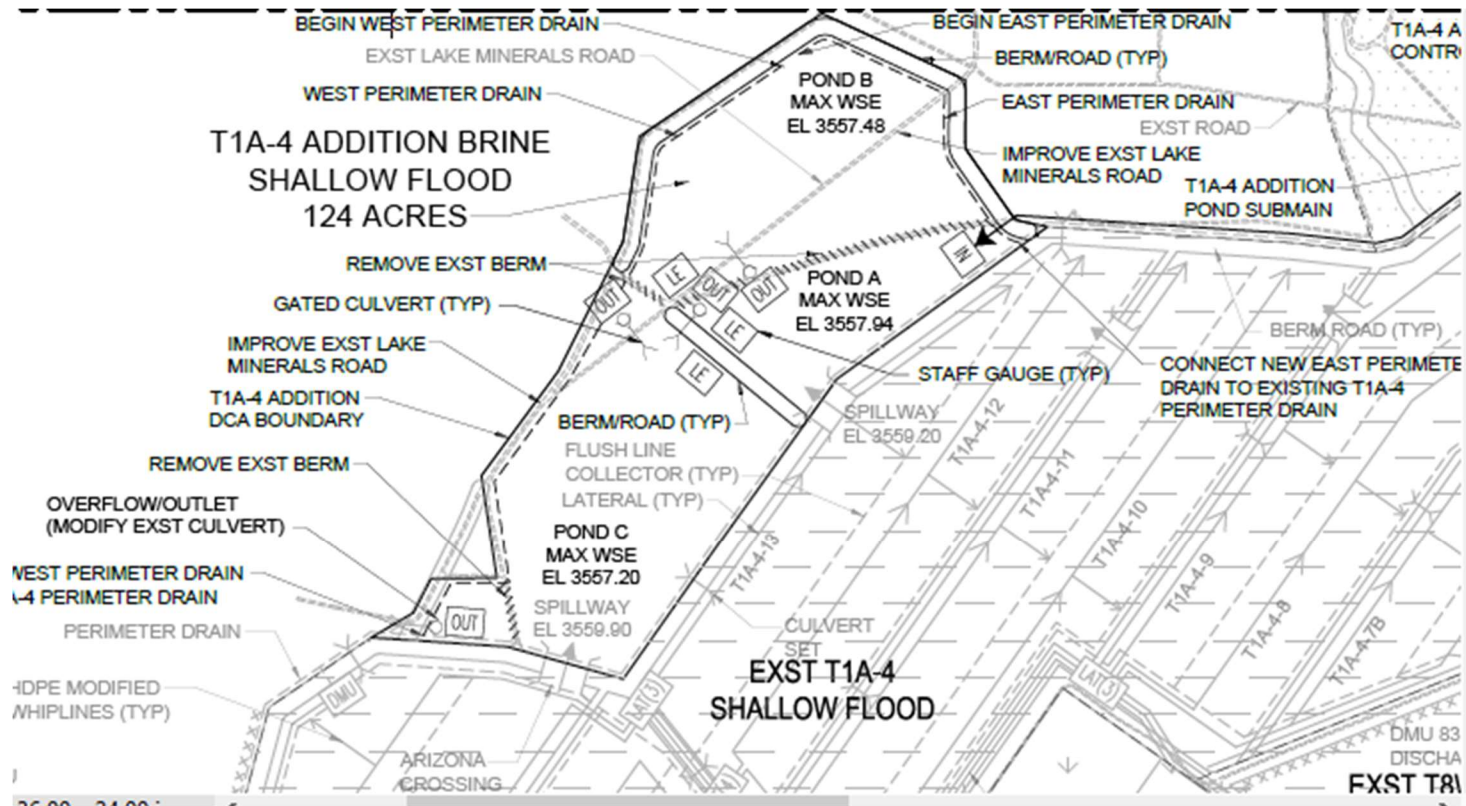 BEGIN WEST PERIMETER DRAIN
EXST LAKE MINERALS ROAD
WEST PERIMETER DRAIN
T1A-4 ADDITION BRINE
SHALLOW FLOOD
124 ACRES
REMOVE EXST BERM
GATED CULVERT (TYP)
IMPROVE EXST LAKE
MINERALS ROAD
T1A-4 ADDITION
DCA BOUNDARY
REMOVE EXST BERM
OVERFLOW/OUTLET
(MODIFY EXST CULVERT)
WEST PERIMETER DRAIN
-4 PERIMETER DRAIN
PERIMETER DRAIN
HDPE MODIFIED
WHIPLINES (TYP)
DMU
ARIZONA
CROSSING
BEGIN EAST PERIMETER DRAIN
BERM/ROAD (TYP)
POND B
MAX WSE
EL 3557.48
EAST PERIMETER DRAIN
EXST ROAD
IMPROVE EXST LAKE
MINERALS ROAD
T1A-4 ADDITION
POND SUBMAIN
T1A-4 A
CONTR
IN
LE
OUT
OUT
OUT
LE
LE
POND A
MAX WSE
EL 3557.94
BERM ROAD (TYP)
STAFF GAUGE (TYP)
CONNECT NEW EAST PERIMETE
DRAIN TO EXISTING T1A-4
PERIMETER DRAIN
SPILLWAY
EL 3559.20
BERM/ROAD (TYP)
FLUSH LINE
COLLECTOR (TYP)
LATERAL (TYP)
POND C
MAX WSE
EL 3557.20
SPILLWAY
EL 3559.90
OUT
T1A-4-13
T1A-4-12
T1A-4-11
T1A-4-10
T1A-4-9
T1A-4-8
T1A-4-7B
CULVERT
SET
EXST T1A-4
SHALLOW FLOOD
LAT 3
LAT 3
DMU 83
DISCHA
EXST T8